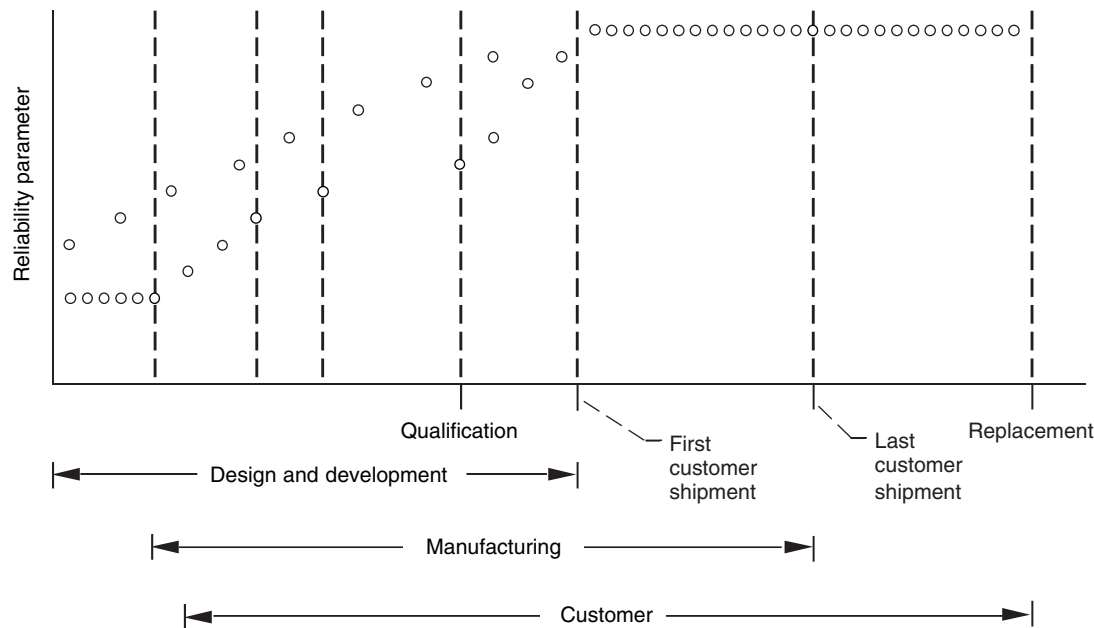 Reliability parameter
Qualification
First
customer
shipment
Last
customer
shipment
Replacement
Design and development
Manufacturing
Customer